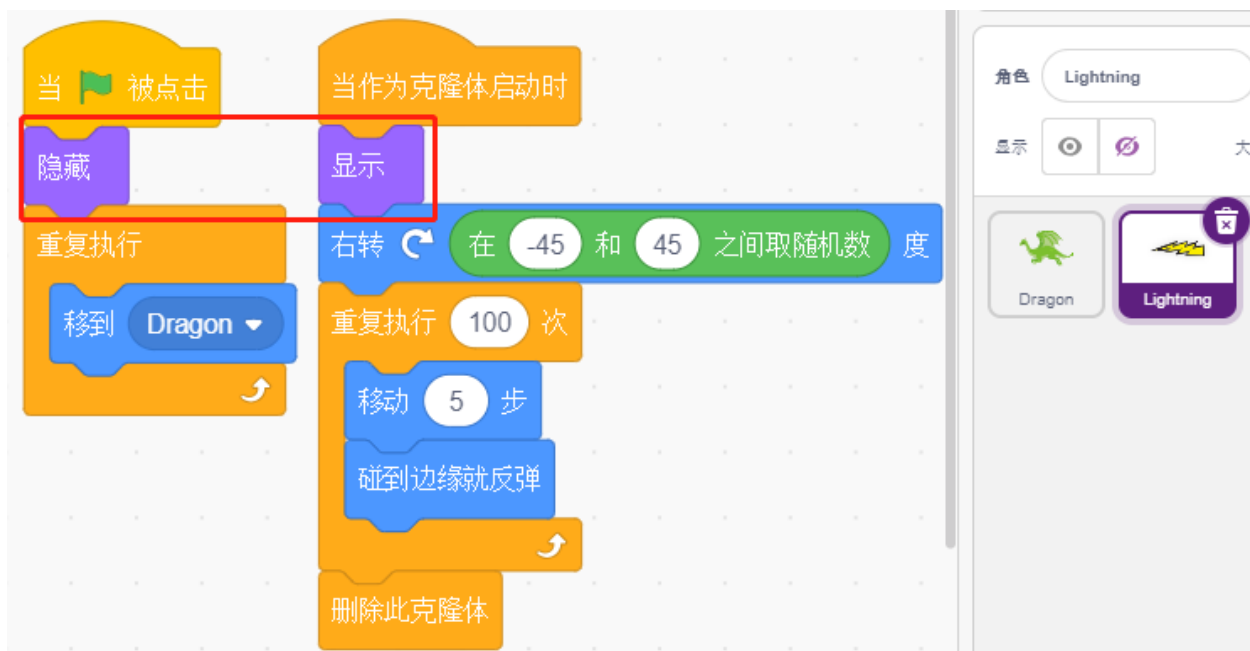 当 被点击
隐藏
重复执行
移到 Dragon
当作为克隆体启动时
显示
右转 在 -45 和 45 之间取随机数 度
重复执行 100 次
移动 5 步
碰到边缘就反弹
删除此克隆体
角色 Lightning
显示 大
Dragon
Lightning